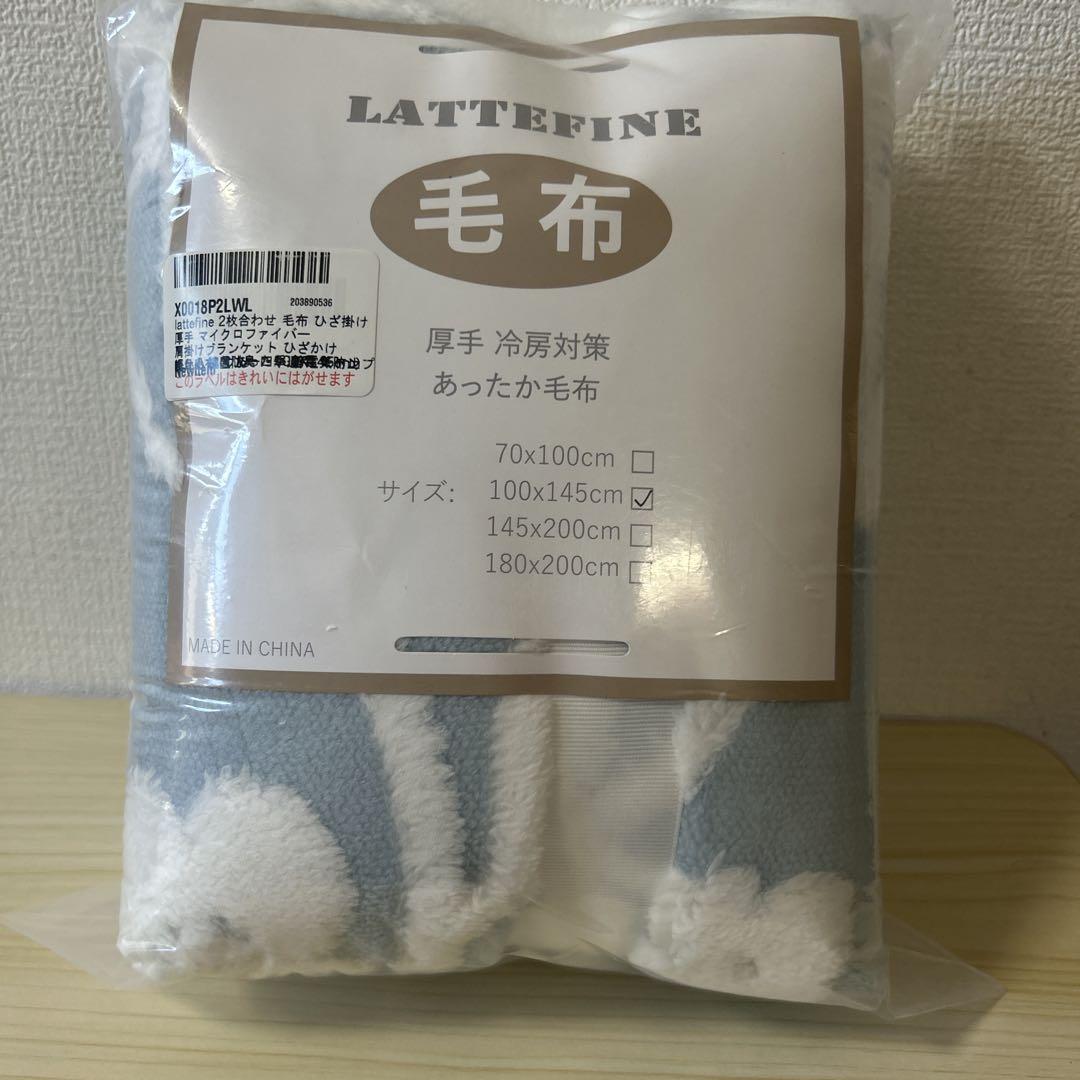 LATTEFINE
毛布
X0018P2LWL 203890536
lattefine 2枚合わせ 毛布 ひざ掛け
厚手 マイクロファイバー
肩掛けブランケット ひざかけ
このラベルはきれいにはがせます
厚手 冷房対策
あったか毛布
70x100cm
サイズ: 100x145cm ✓
145x200cm
180x200cm
MADE IN CHINA